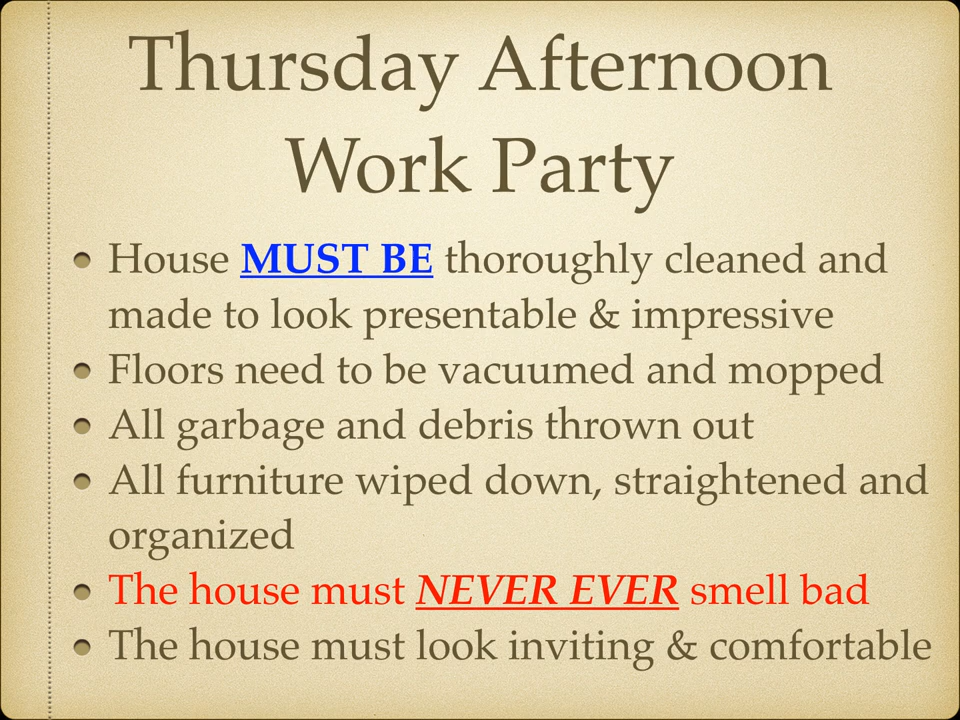 Thursday Afternoon
Work Party
House MUST BE thoroughly cleaned and
made to look presentable & impressive
Floors need to be vacuumed and mopped
All garbage and debris thrown out
All furniture wiped down, straightened and
organized
The house must NEVER EVER smell bad
The house must look inviting & comfortable